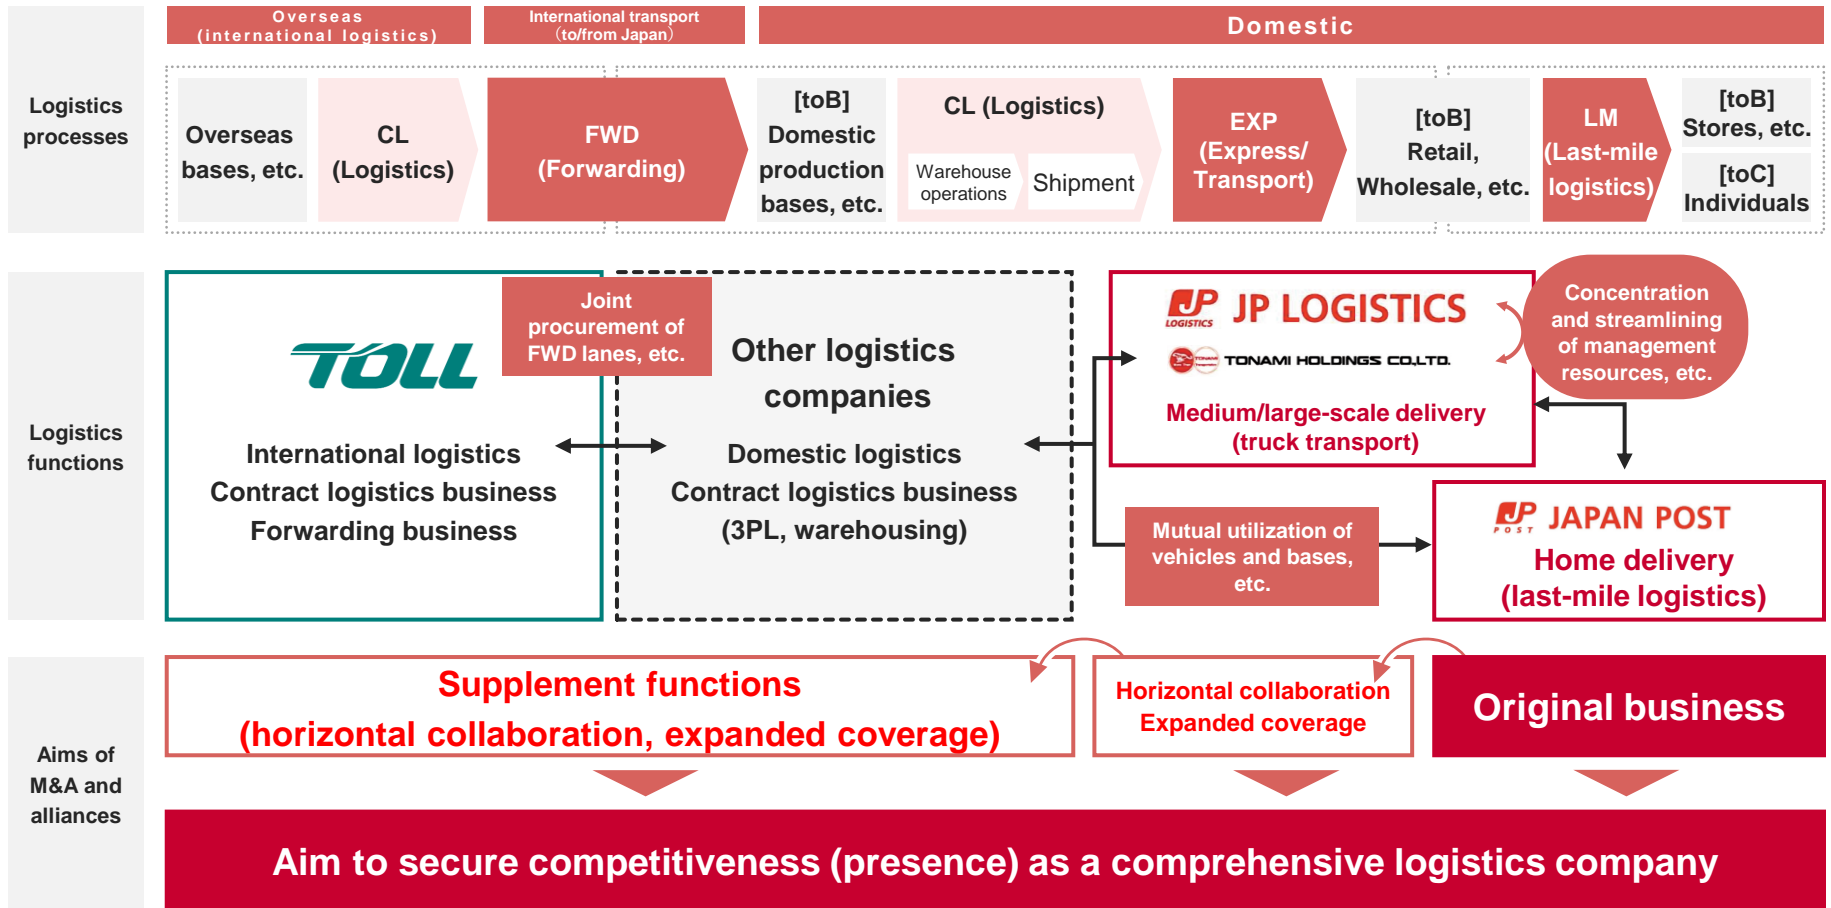 Overseas
(international logistics)
International transport
(to/from Japan)
Domestic
Logistics
processes
Overseas
bases, etc.
CL
(Logistics)
FWD
(Forwarding)
[toB]
Domestic
production
bases, etc.
CL (Logistics)
Warehouse
operations
Shipment
EXP
(Express/
Transport)
[toB]
Retail,
Wholesale, etc.
LM
(Last-mile
logistics)
[toB]
Stores, etc.
[toC]
Individuals
Logistics
functions
TOLL
International logistics
Contract logistics business
Forwarding business
Joint
procurement of
FWD lanes, etc.
Other logistics
companies
Domestic logistics
Contract logistics business
(3PL, warehousing)
JP
LOGISTICS
JP LOGISTICS
TONAMI
TONAMI HOLDINGS CO.,LTD.
Medium/large-scale delivery
(truck transport)
Concentration
and streamlining
of management
resources, etc.
Mutual utilization of
vehicles and bases,
etc.
JP
POST
JAPAN POST
Home delivery
(last-mile logistics)
Aims of
M&A and
alliances
Supplement functions
(horizontal collaboration, expanded coverage)
Horizontal collaboration
Expanded coverage
Original business
Aim to secure competitiveness (presence) as a comprehensive logistics company